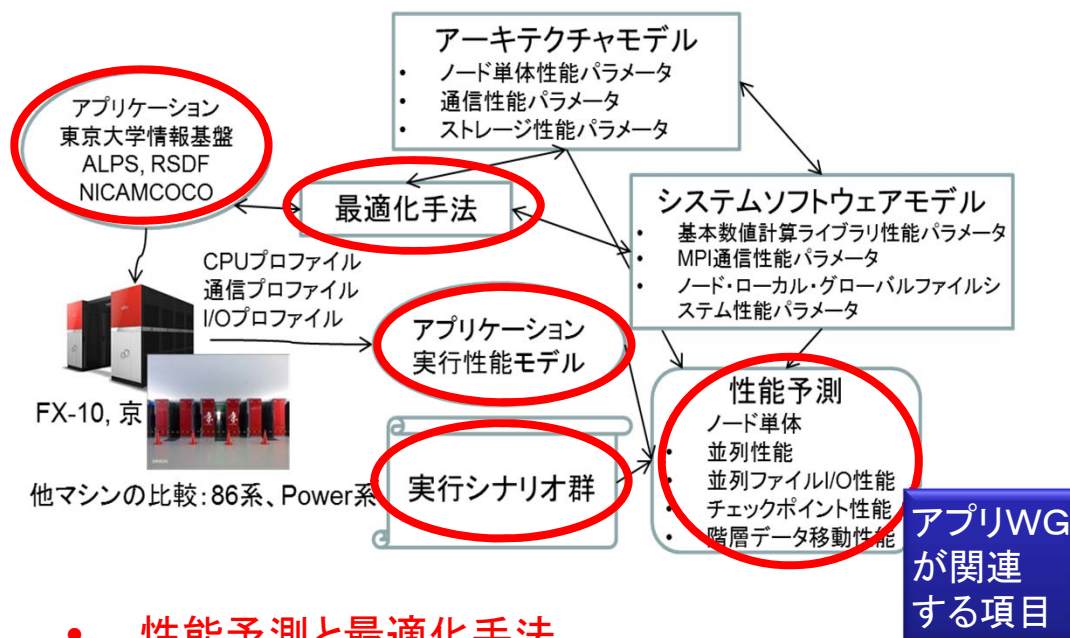 アーキテクチャモデル
• ノード単体性能パラメータ
• 通信性能パラメータ
• ストレージ性能パラメータ
アプリケーション
東京大学情報基盤
ALPS, RSDF
NICAMCOCO
最適化手法
システムソフトウェアモデル
• 基本数値計算ライブラリ性能パラメータ
• MPI通信性能パラメータ
• ノード・ローカル・グローバルファイルシ
ステム性能パラメータ
CPUプロファイル
通信プロファイル
I/Oプロファイル
アプリケーション
実行性能モデル
FX-10, 京
他マシンの比較:86系、Power系
実行シナリオ群
性能予測
• ノード単体
• 並列性能
• 並列ファイルI/O性能
• チェックポイント性能
• 階層データ移動性能
アプリWG
が関連
する項目
• 性能予測と最適化手法